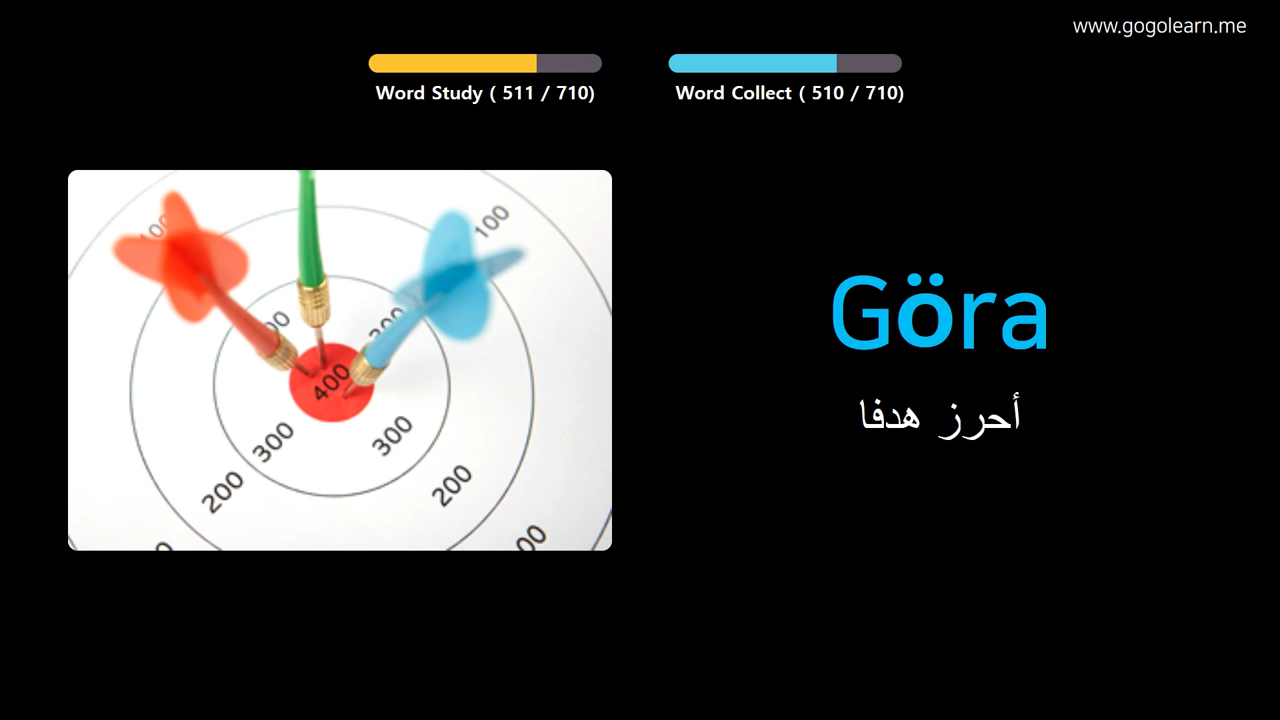 www.gogolearn.me
Word Study ( 511 / 710)
Word Collect ( 510 / 710)
100
100
200
400
300
300
200
200
00
Göra
أحرز هدفا